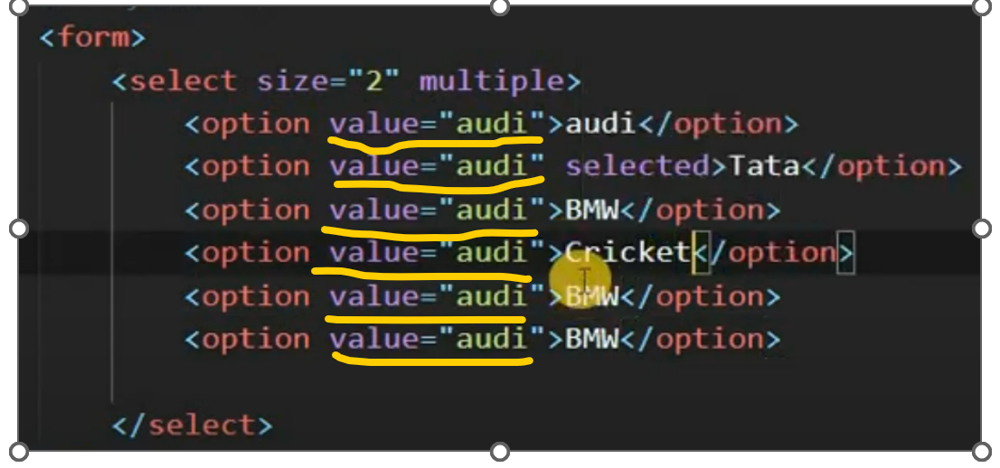 <form>
<select size="2" multiple>
<option value="audi">audi</option>
<option value="audi" selected>Tata</option>
<option value="audi">BMW</option>
<option value="audi">Cricket</option>
<option value="audi">BMW</option>
<option value="audi">BMW</option>
</select>